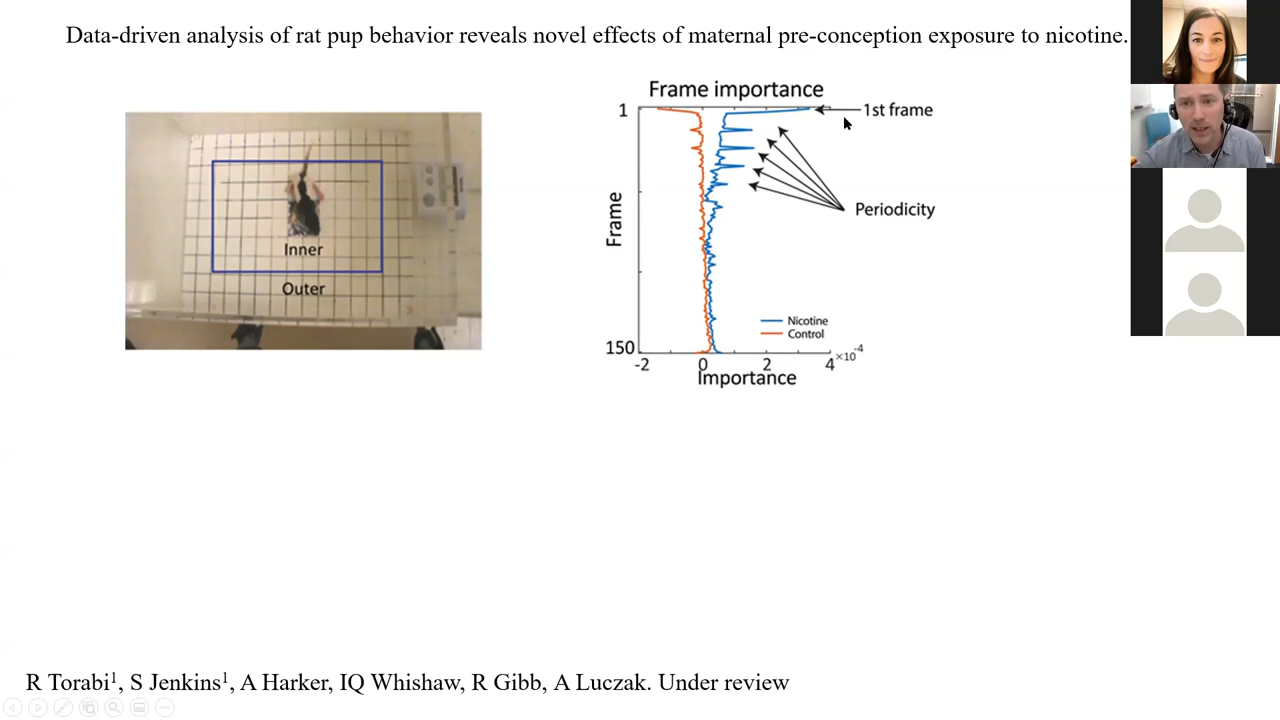 Data-driven analysis of rat pup behavior reveals novel effects of maternal pre-conception exposure to nicotine.
Frame importance
1
1st frame
Periodicity
Frame
Inner
Outer
Nicotine
Control
150
-2
0
2
4
×10-4
Importance
R Torabi¹, S Jenkins¹, A Harker, IQ Whishaw, R Gibb, A Luczak. Under review